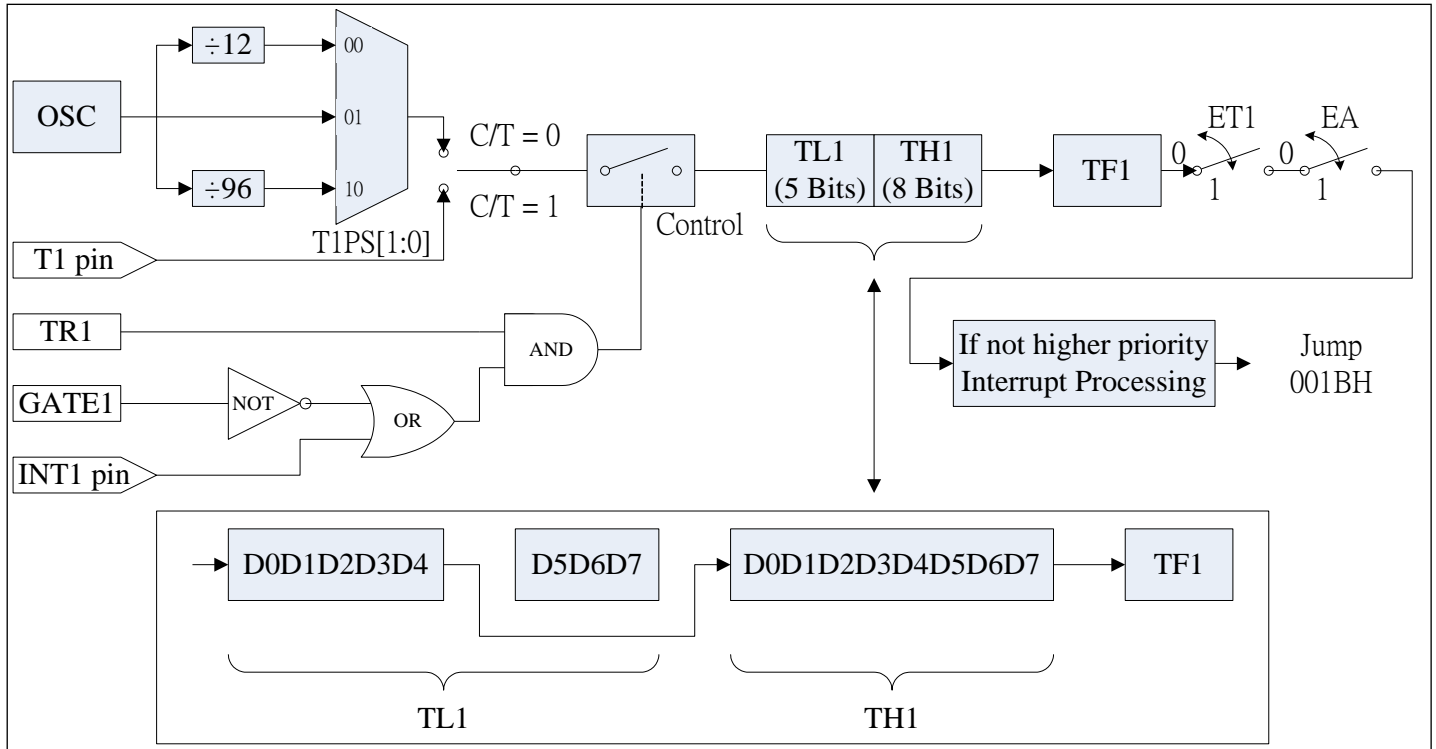 ÷12
00
OSC
01
÷96
10
T1PS[1:0]
C/T = 0
C/T = 1
Control
TL1
(5 Bits)
TH1
(8 Bits)
TF1
ET1
0
1
EA
0
1
T1 pin
TR1
GATE1
INT1 pin
NOT
OR
AND
If not higher priority
Interrupt Processing
Jump
001BH
D0D1D2D3D4
D5D6D7
D0D1D2D3D4D5D6D7
TF1
TL1
TH1